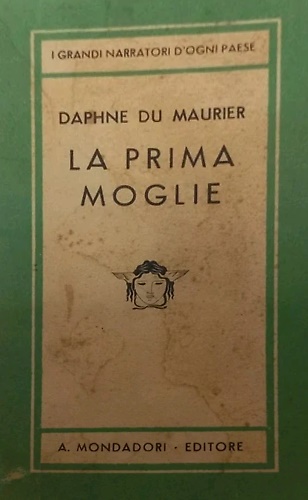 I GRANDI NARRATORI D'OGNI PAESE
DAPHNE DU MAURIER
LA PRIMA
MOGLIE
A. MONDADORI - EDITORE